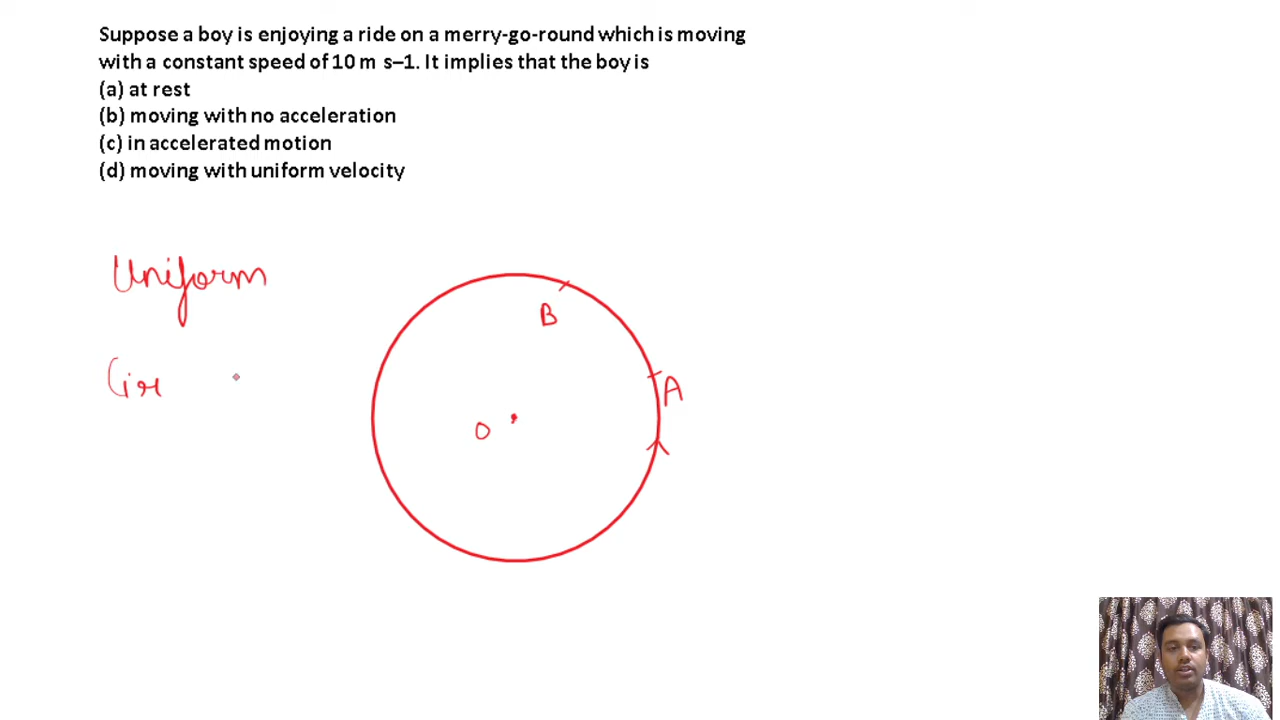 Suppose a boy is enjoying a ride on a merry-go-round which is moving
with a constant speed of 10 m s–1. It implies that the boy is
(a) at rest
(b) moving with no acceleration
(c) in accelerated motion
(d) moving with uniform velocity
Uniform
B
Cir
A
O